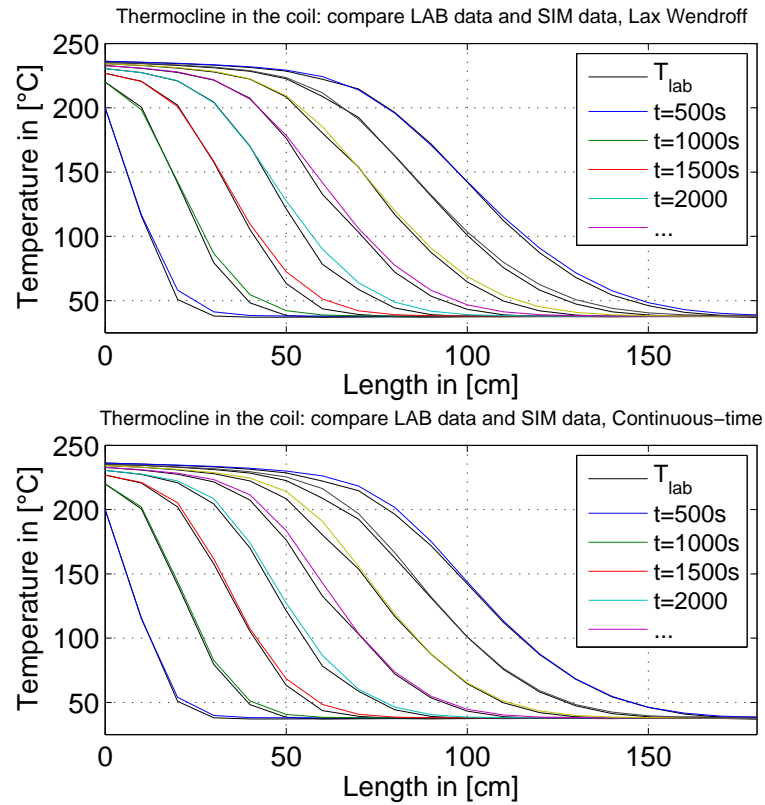 Thermocline in the coil: compare LAB data and SIM data, Lax Wendroff
250
200
150
100
50
0
50
100
150
Temperature in [°C]
Length in [cm]
T_lab
t=500s
t=1000s
t=1500s
t=2000
...
Thermocline in the coil: compare LAB data and SIM data, Continuous−time
250
200
150
100
50
0
50
100
150
Temperature in [°C]
Length in [cm]
T_lab
t=500s
t=1000s
t=1500s
t=2000
...